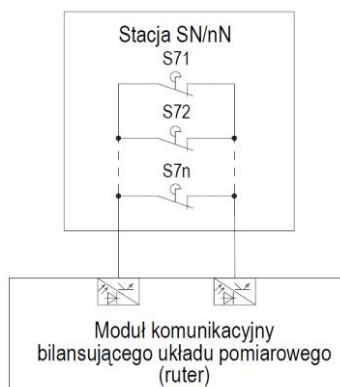 Stacja SN/nN
S71
S72
S7n
Moduł komunikacyjny
bilansującego układu pomiarowego
(ruter)